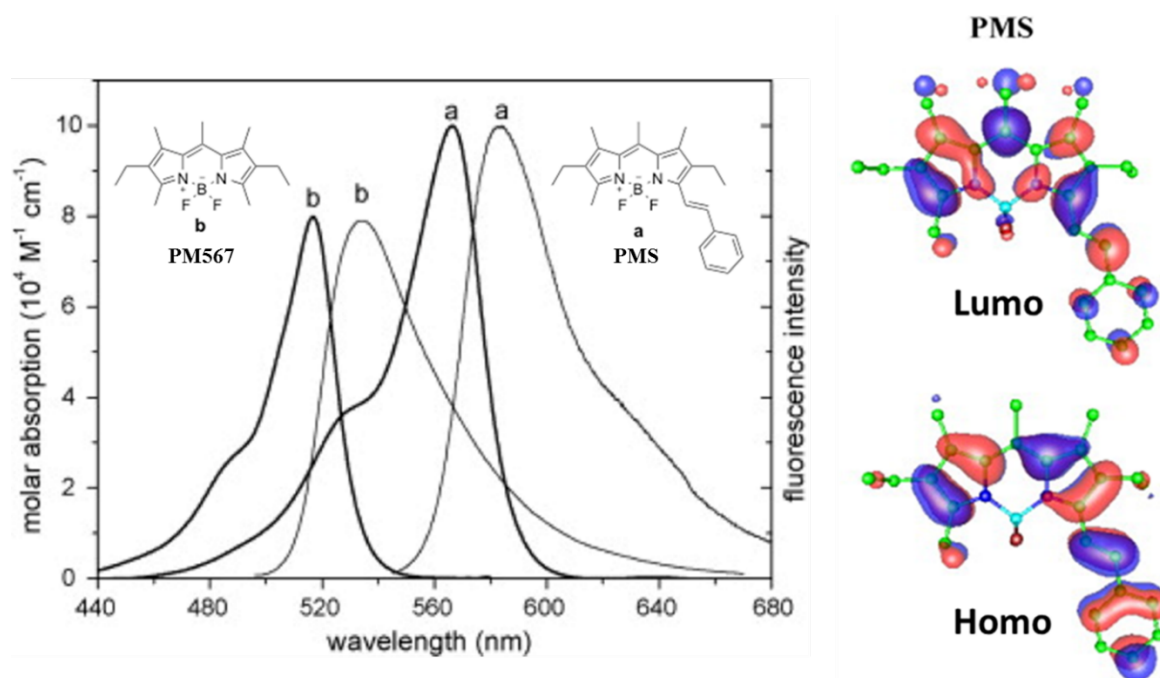 molar absorption (10⁴ M⁻¹ cm⁻¹)
10
8
6
4
2
0
440
480
520
560
600
640
680
wavelength (nm)
fluorescence intensity
b
b
a
a
N
N
B
-
+
F
F
b
PM567
N
N
B
-
+
F
F
a
PMS
PMS
Lumo
Homo